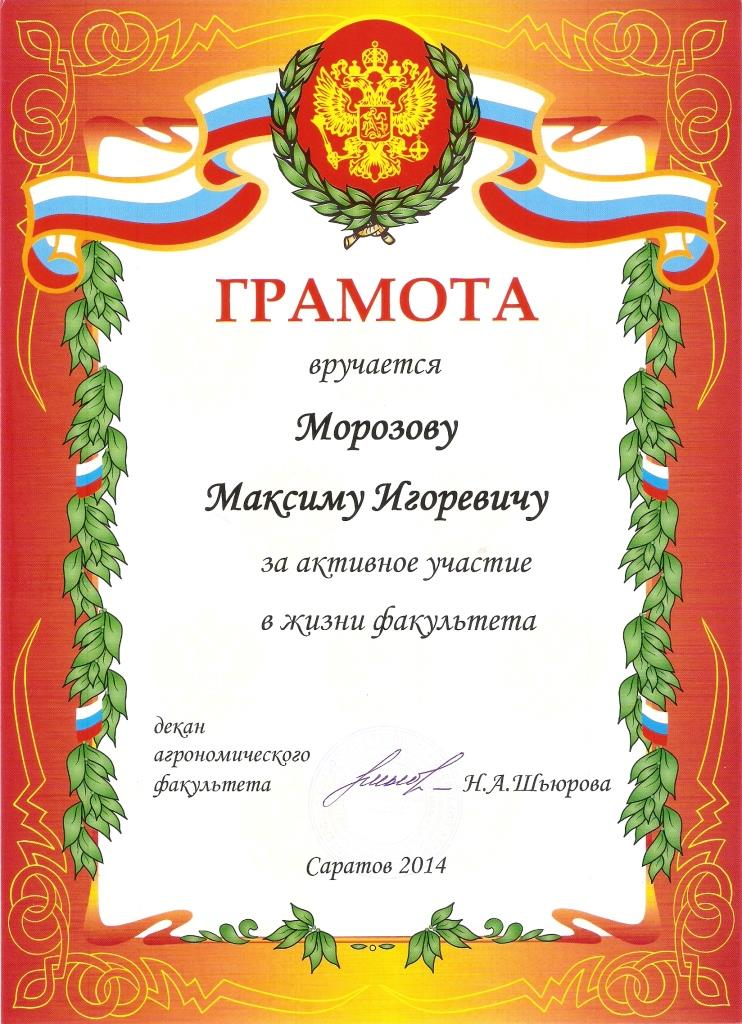 ГРАМОТА
вручается
Морозову
Максиму Игоревичу
за активное участие
в жизни факультета
декан
агрономического
факультета
Н.А.Шьюрова
Саратов 2014